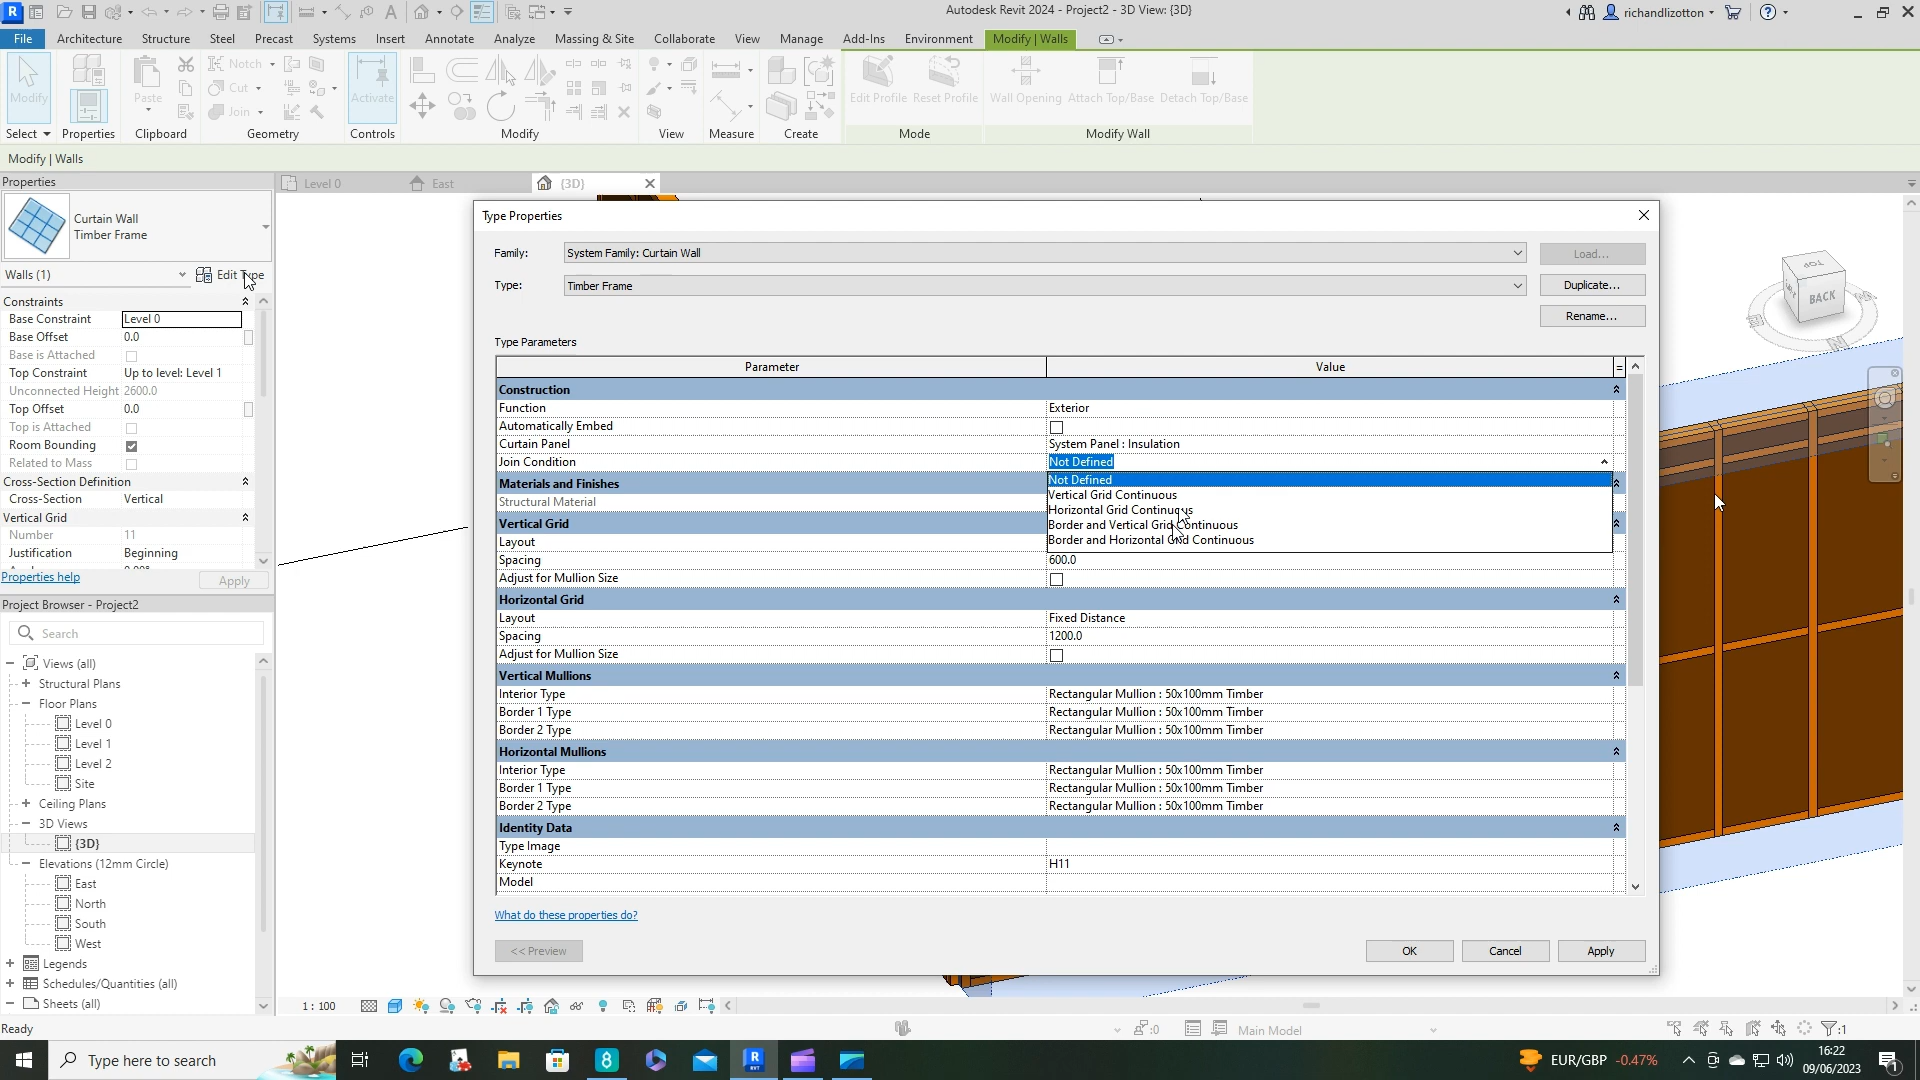 Autodesk Revit 2024 - Project2 - 3D View: {3D}
richandlizotton
File Architecture Structure Steel Precast Systems Insert Annotate Analyze Massing & Site Collaborate View Manage Add-Ins Environment Modify | Walls
Modify Paste Notch Cut Join Activate Edit Profile Reset Profile Wall Opening Attach Top/Base Detach Top/Base
Select Properties Clipboard Geometry Controls Modify View Measure Create Mode Modify Wall
Modify | Walls
Properties
Level 0 East {3D}
Curtain Wall
Timber Frame
Walls (1) Edit Type
Constraints
Base Constraint Level 0
Base Offset 0.0
Base is Attached
Top Constraint Up to level: Level 1
Unconnected Height 2600.0
Top Offset 0.0
Top is Attached
Room Bounding
Related to Mass
Cross-Section Definition
Cross-Section Vertical
Vertical Grid
Number 11
Justification Beginning
Properties help Apply
Project Browser - Project2
Search
Views (all)
Structural Plans
Floor Plans
Level 0
Level 1
Level 2
Site
Ceiling Plans
3D Views
{3D}
Elevations (12mm Circle)
East
North
South
West
Legends
Schedules/Quantities (all)
Sheets (all)
Type Properties
Family: System Family: Curtain Wall Load...
Type: Timber Frame Duplicate...
Rename...
Type Parameters
Parameter Value =
Construction
Function Exterior
Automatically Embed
Curtain Panel System Panel : Insulation
Join Condition Not Defined
Not Defined
Vertical Grid Continuous
Horizontal Grid Continuous
Border and Vertical Grid Continuous
Border and Horizontal Grid Continuous
Materials and Finishes
Structural Material
Vertical Grid
Layout
Spacing 600.0
Adjust for Mullion Size
Horizontal Grid
Layout Fixed Distance
Spacing 1200.0
Adjust for Mullion Size
Vertical Mullions
Interior Type Rectangular Mullion : 50x100mm Timber
Border 1 Type Rectangular Mullion : 50x100mm Timber
Border 2 Type Rectangular Mullion : 50x100mm Timber
Horizontal Mullions
Interior Type Rectangular Mullion : 50x100mm Timber
Border 1 Type Rectangular Mullion : 50x100mm Timber
Border 2 Type Rectangular Mullion : 50x100mm Timber
Identity Data
Type Image
Keynote H11
Model
What do these properties do?
<< Preview OK Cancel Apply
TOP
BACK
1 : 100
Ready :0 Main Model :1
Type here to search EUR/GBP -0.47% 16:22
09/06/2023